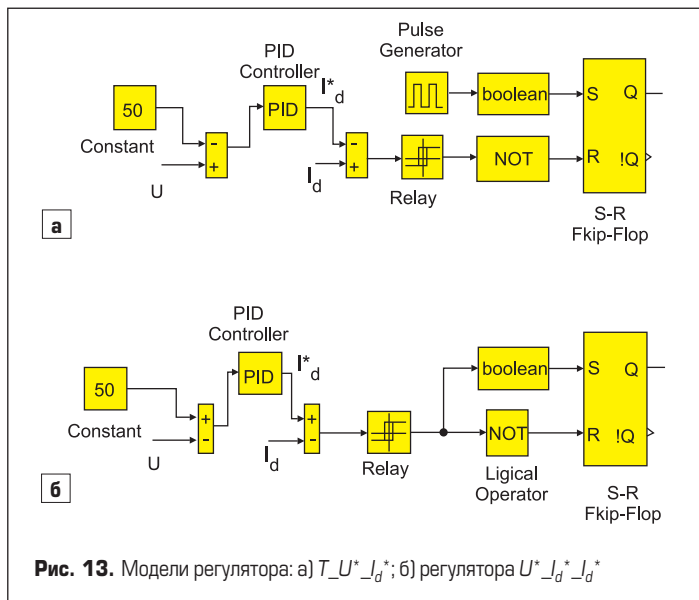 Pulse
Generator
PID
Controller
I*d
50
PID
boolean
S
Q
-
+
Constant
U
-
+
Id
Relay
NOT
R
!Q
S-R
Fkip-Flop
а
PID
Controller
I*d
50
PID
boolean
S
Q
+
-
Constant
U
+
-
Id
Relay
NOT
R
!Q
Ligical
Operator
S-R
Fkip-Flop
б
Рис. 13. Модели регулятора: а) T_U*_Id*; б) регулятора U*_Id*_Id*